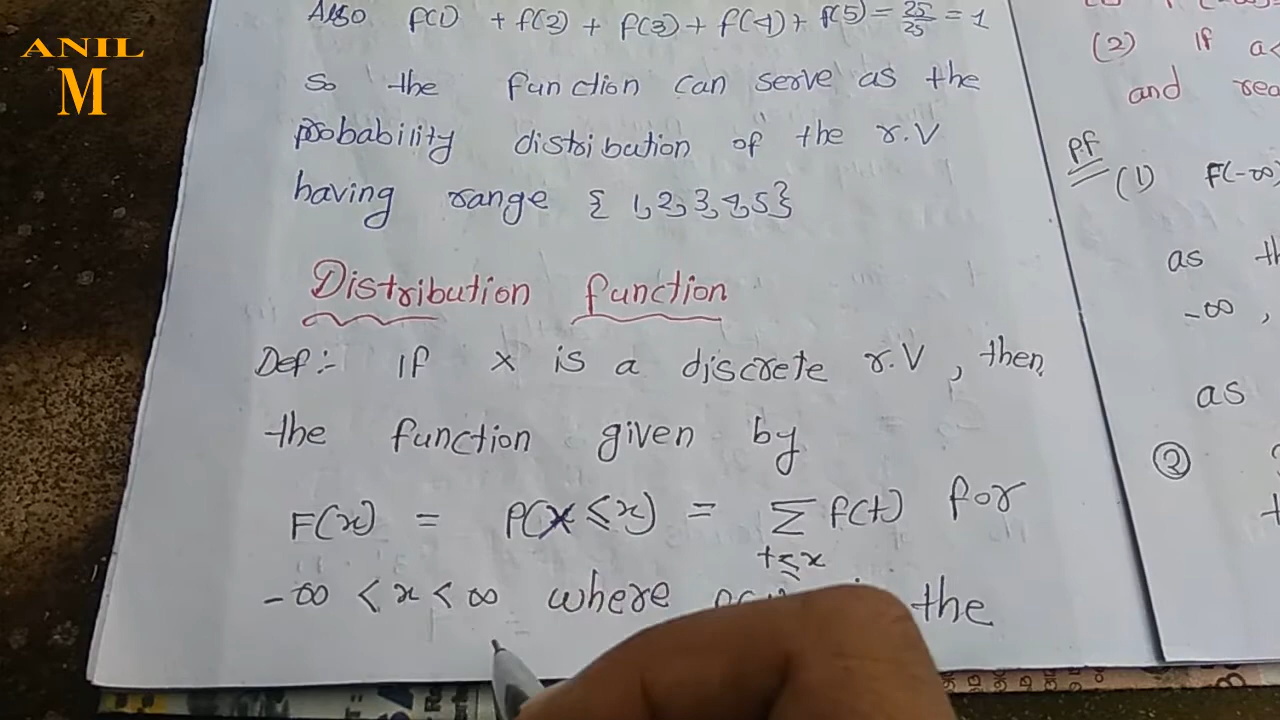 ANIL
M
Also f(1) + f(2) + f(3) + f(4) + f(5) = 25/25 = 1
So the function can serve as the
probability distribution of the r.V
having range { 1, 2, 3, 4, 5 }
Distribution function
Def :- If X is a discrete r.V , then
the function given by
F(x) = P(X ≤ x) = Σ f(t) for
t ≤ x
-∞ < x < ∞ where the
(2) If a<
and
pf
(1) F(-∞)
as
-∞ ,
as
②